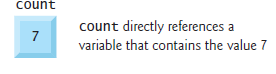 count
7
count directly references a
variable that contains the value 7